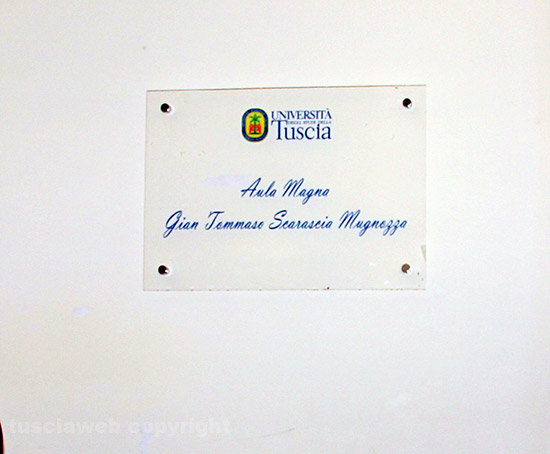 UNIVERSITÀ
DEGLI STUDI DELLA
TUSCIA
Aula Magna
Gian Tommaso Scarascia Mugnozza
tusciaweb copyright